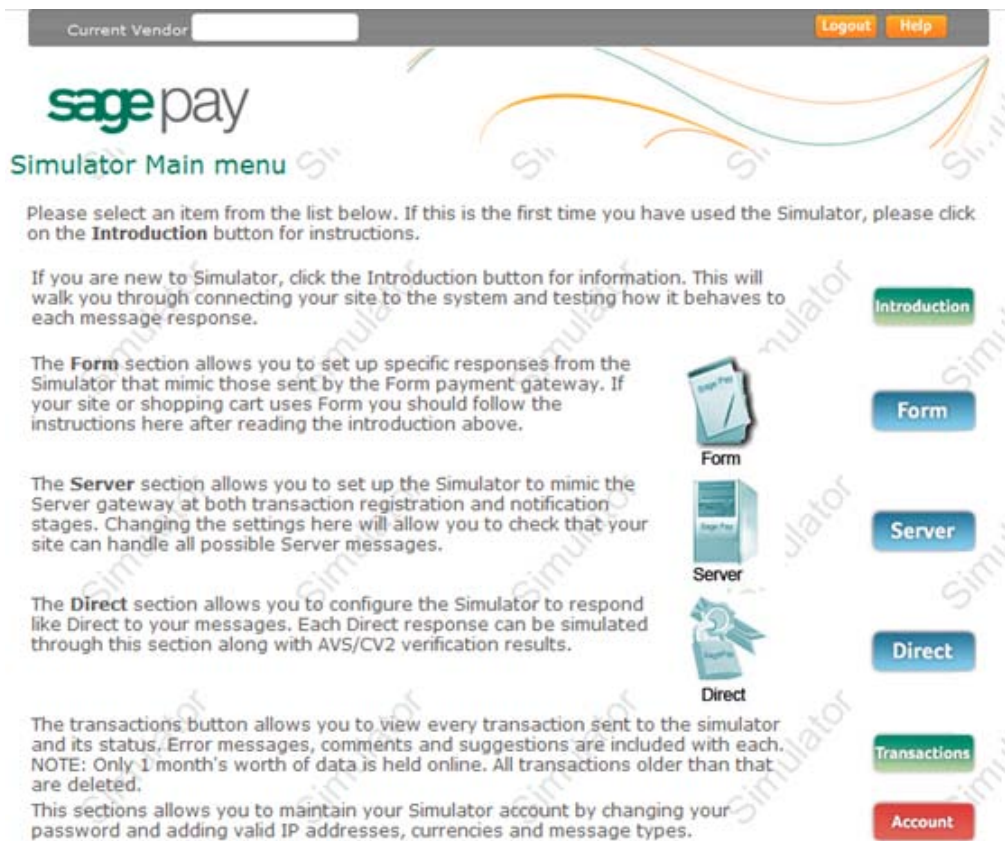 Current Vendor
Logout
Help
sage pay
Simulator Main menu
Please select an item from the list below. If this is the first time you have used the Simulator, please click
on the Introduction button for instructions.
If you are new to Simulator, click the Introduction button for information. This will
walk you through connecting your site to the system and testing how it behaves to
each message response.
Introduction
The Form section allows you to set up specific responses from the
Simulator that mimic those sent by the Form payment gateway. If
your site or shopping cart uses Form you should follow the
instructions here after reading the introduction above.
Sage Pay
Form
Form
The Server section allows you to set up the Simulator to mimic the
Server gateway at both transaction registration and notification
stages. Changing the settings here will allow you to check that your
site can handle all possible Server messages.
Sage Pay
Server
Server
The Direct section allows you to configure the Simulator to respond
like Direct to your messages. Each Direct response can be simulated
through this section along with AVS/CV2 verification results.
SagePay
Direct
Direct
The transactions button allows you to view every transaction sent to the simulator
and its status. Error messages, comments and suggestions are included with each.
NOTE: Only 1 month's worth of data is held online. All transactions older than that
are deleted.
Transactions
This sections allows you to maintain your Simulator account by changing your
password and adding valid IP addresses, currencies and message types.
Account
Simulator